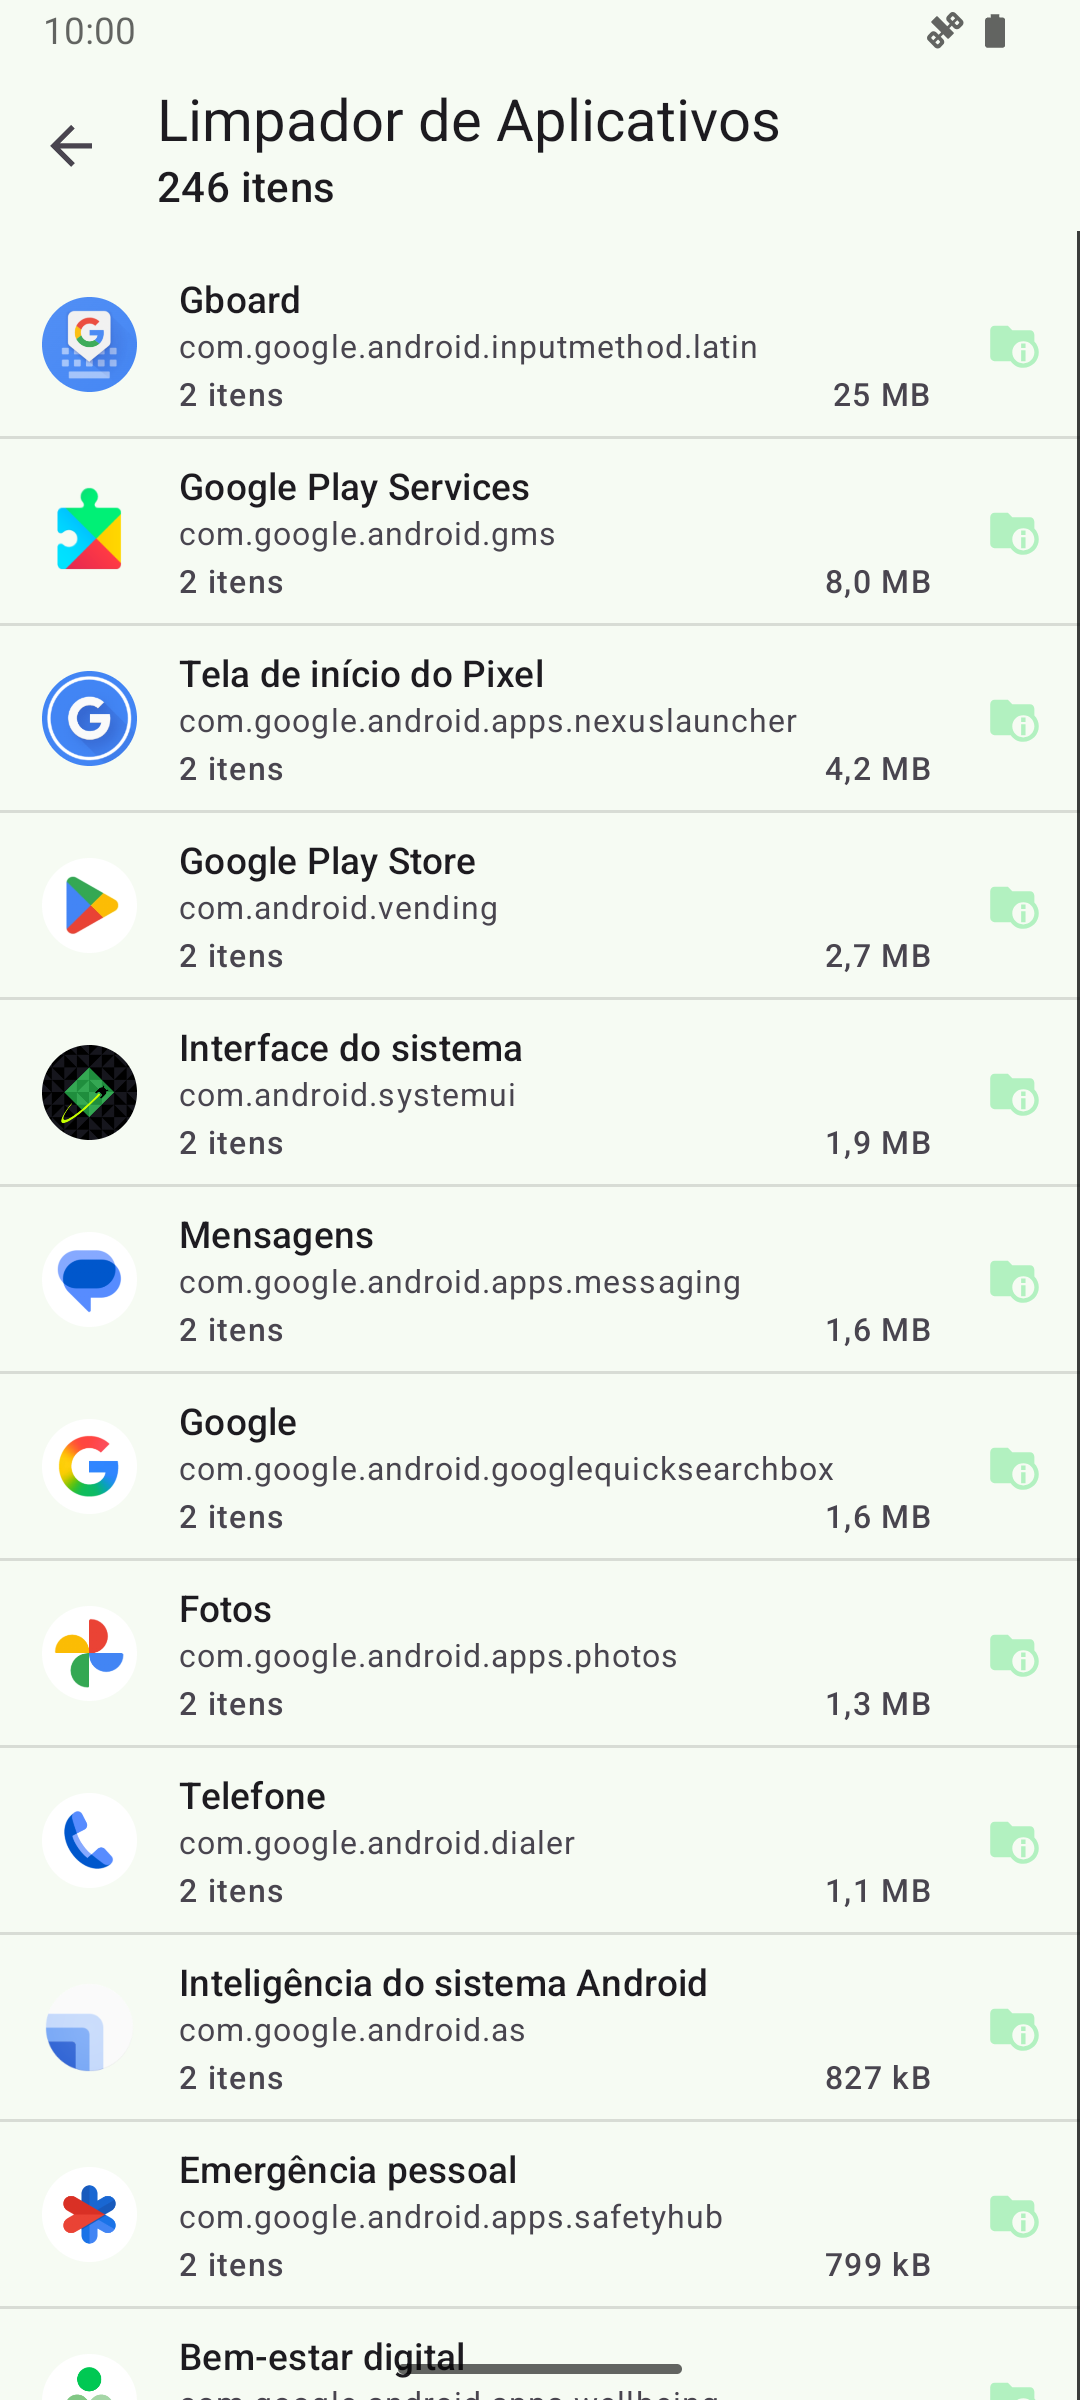 10:00
Limpador de Aplicativos
246 itens
Gboard
com.google.android.inputmethod.latin
2 itens
25 MB
Google Play Services
com.google.android.gms
2 itens
8,0 MB
Tela de início do Pixel
com.google.android.apps.nexuslauncher
2 itens
4,2 MB
Google Play Store
com.android.vending
2 itens
2,7 MB
Interface do sistema
com.android.systemui
2 itens
1,9 MB
Mensagens
com.google.android.apps.messaging
2 itens
1,6 MB
Google
com.google.android.googlequicksearchbox
2 itens
1,6 MB
Fotos
com.google.android.apps.photos
2 itens
1,3 MB
Telefone
com.google.android.dialer
2 itens
1,1 MB
Inteligência do sistema Android
com.google.android.as
2 itens
827 kB
Emergência pessoal
com.google.android.apps.safetyhub
2 itens
799 kB
Bem-estar digital